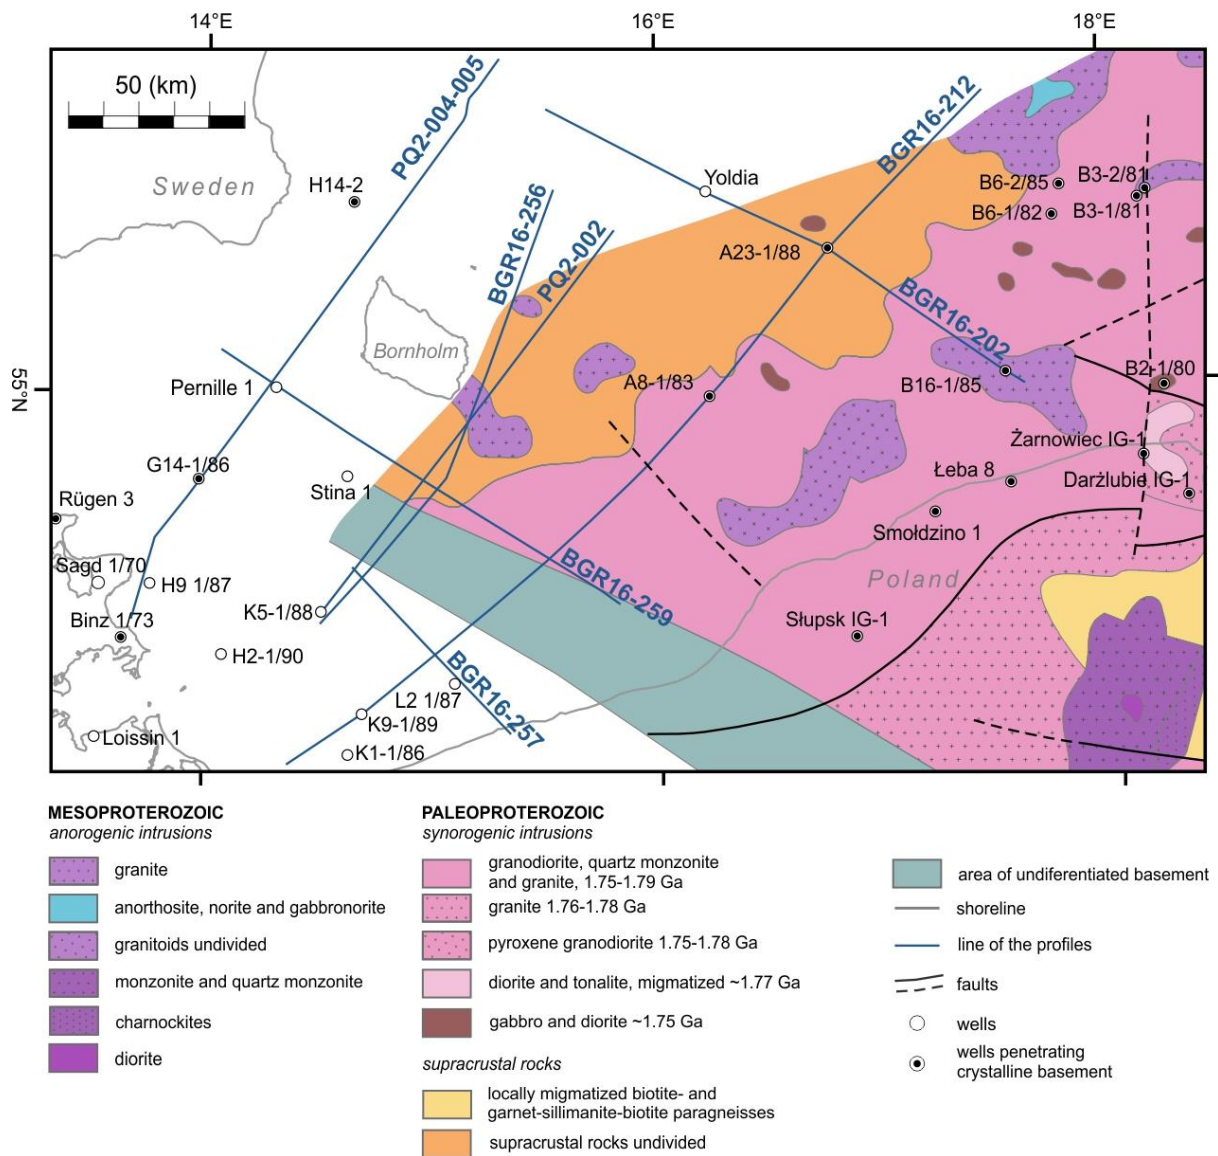 14°E
16°E
18°E
50 (km)
PQ2-004-005
BGR16-212
Sweden
H14-2
Yoldia
BGR16-256
PQ2-002
B6-2/85
B3-2/81
B6-1/82
B3-1/81
A23-1/88
BGR16-202
Bornholm
55°N
Pernille 1
A8-1/83
B16-1/85
B2-1/80
Żarnowiec IG-1
G14-1/86
Łeba 8
Darżlubie IG-1
Stina 1
Rügen 3
Smołdzino 1
Sagd 1/70
H9 1/87
BGR16-259
Poland
Binz 1/73
K5-1/88
Słupsk IG-1
H2-1/90
BGR16-257
L2 1/87
K9-1/89
Loissin 1
K1-1/86
MESOPROTEROZOIC
anorogenic intrusions
granite
anorthosite, norite and gabbronorite
granitoids undivided
monzonite and quartz monzonite
charnockites
diorite
PALEOPROTEROZOIC
synorogenic intrusions
granodiorite, quartz monzonite
and granite, 1.75-1.79 Ga
granite 1.76-1.78 Ga
pyroxene granodiorite 1.75-1.78 Ga
diorite and tonalite, migmatized ~1.77 Ga
gabbro and diorite ~1.75 Ga
supracrustal rocks
locally migmatized biotite- and
garnet-sillimanite-biotite paragneisses
supracrustal rocks undivided
area of undiferentiated basement
shoreline
line of the profiles
faults
wells
wells penetrating
crystalline basement